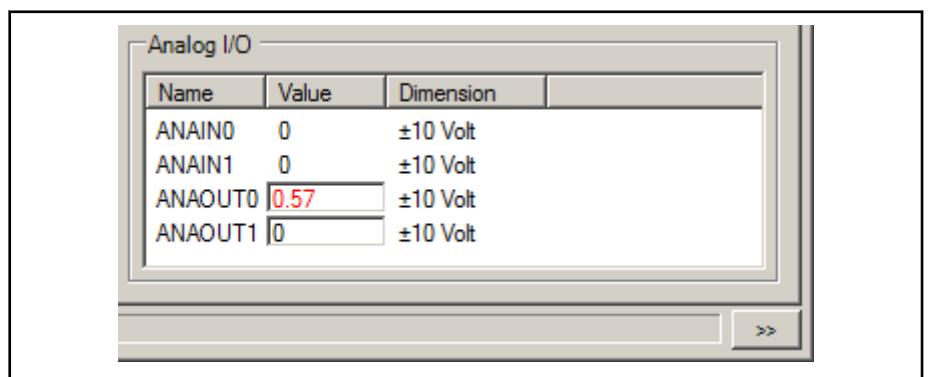 Analog I/O
Name Value Dimension
ANAIN0 0 ±10 Volt
ANAIN1 0 ±10 Volt
ANAOUT0 0.57 ±10 Volt
ANAOUT1 0 ±10 Volt
>>